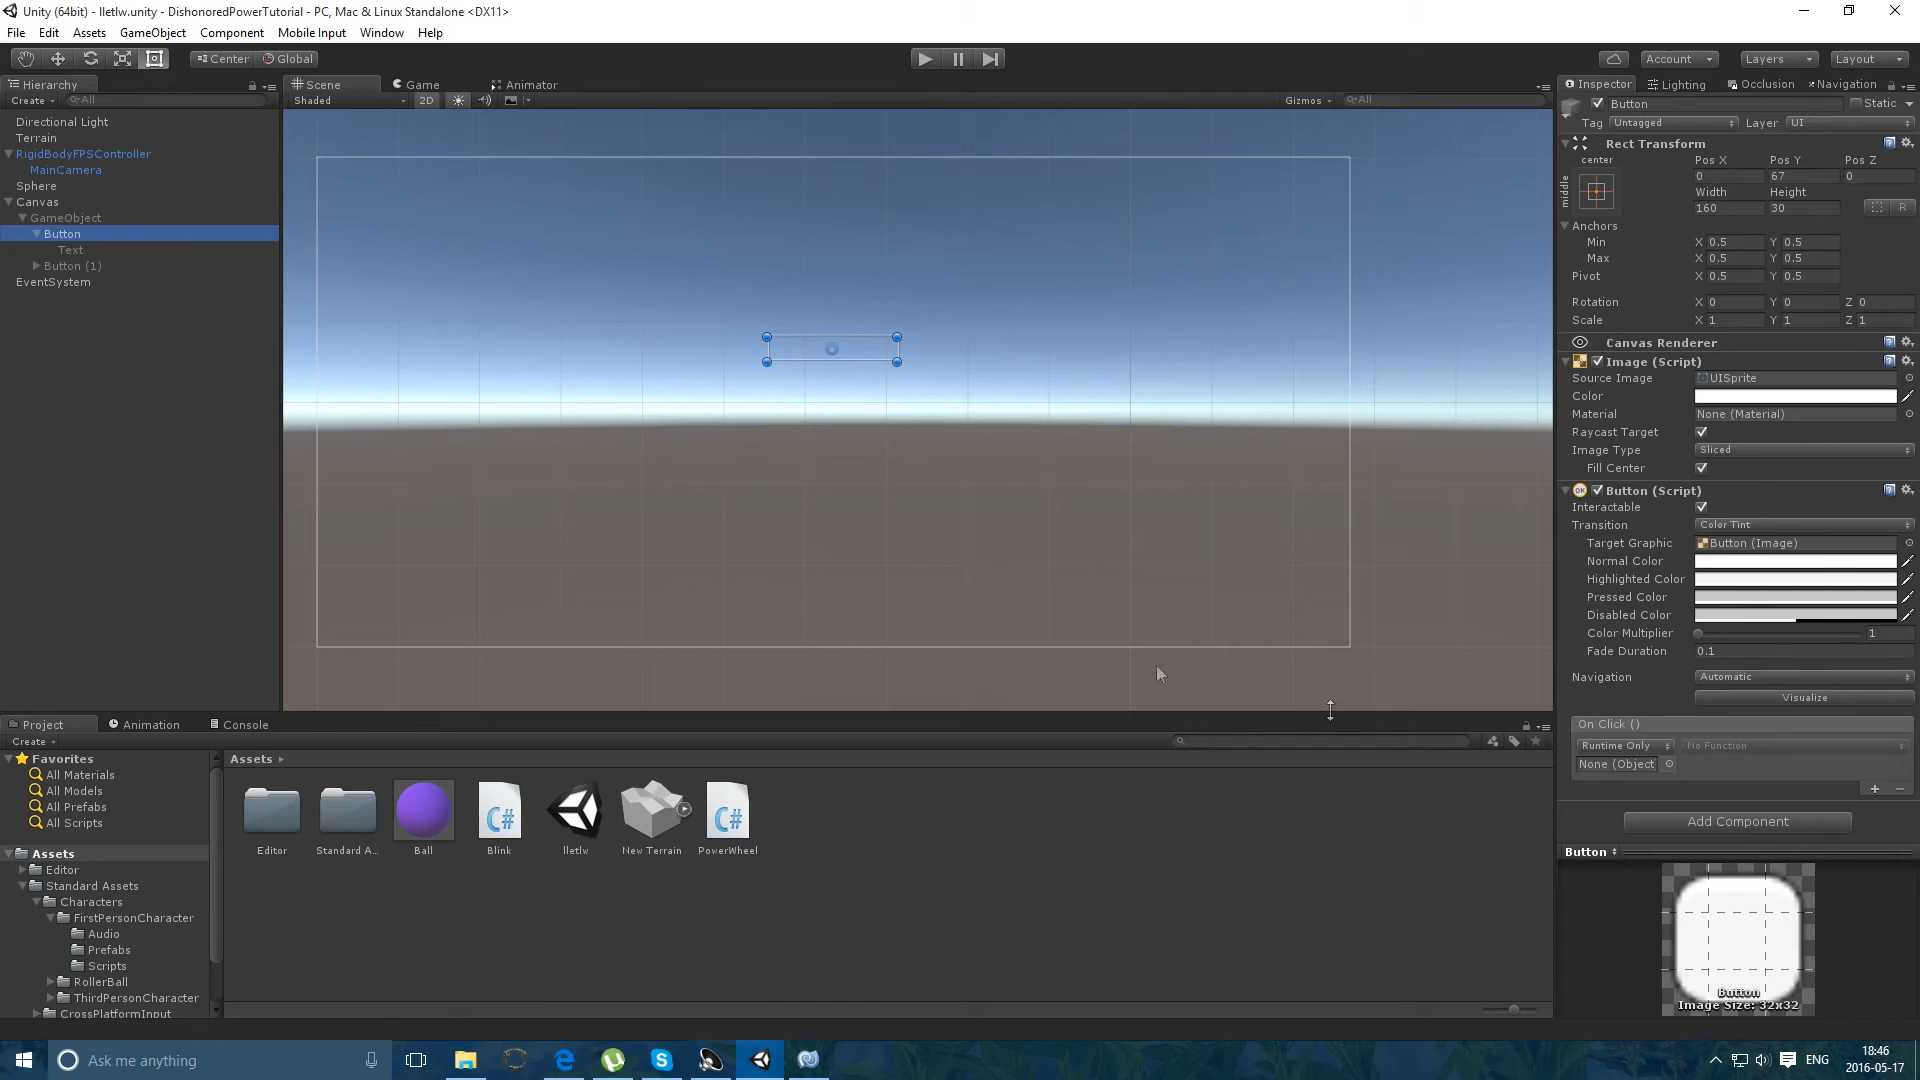 Unity (64bit) - lletlw.unity - DishonoredPowerTutorial - PC, Mac & Linux Standalone <DX11>
File Edit Assets GameObject Component Mobile Input Window Help
Center Global Account Layers Layout
Hierarchy
Create All
Directional Light
Terrain
RigidBodyFPSController
MainCamera
Sphere
Canvas
GameObject
Button
Text
Button (1)
EventSystem
Scene Game Animator
Shaded 2D Gizmos All
Inspector Lighting Occlusion Navigation
Button Static
Tag Untagged Layer UI
Rect Transform
center Pos X Pos Y Pos Z
middle 0 67 0
Width Height
160 30 R
Anchors
Min X 0.5 Y 0.5
Max X 0.5 Y 0.5
Pivot X 0.5 Y 0.5
Rotation X 0 Y 0 Z 0
Scale X 1 Y 1 Z 1
Canvas Renderer
Image (Script)
Source Image UISprite
Color
Material None (Material)
Raycast Target
Image Type Sliced
Fill Center
Button (Script)
Interactable
Transition Color Tint
Target Graphic Button (Image)
Normal Color
Highlighted Color
Pressed Color
Disabled Color
Color Multiplier 1
Fade Duration 0.1
Navigation Automatic
Visualize
On Click ()
Runtime Only No Function
None (Object
+ −
Add Component
Button
Button
Image Size: 32x32
Project Animation Console
Create
Favorites
All Materials
All Models
All Prefabs
All Scripts
Assets
Editor
Standard Assets
Characters
FirstPersonCharacter
Audio
Prefabs
Scripts
RollerBall
ThirdPersonCharacter
CrossPlatformInput
Assets
C# C#
Editor Standard A... Ball Blink lletlw New Terrain PowerWheel
Ask me anything
ENG
18:46
2016-05-17